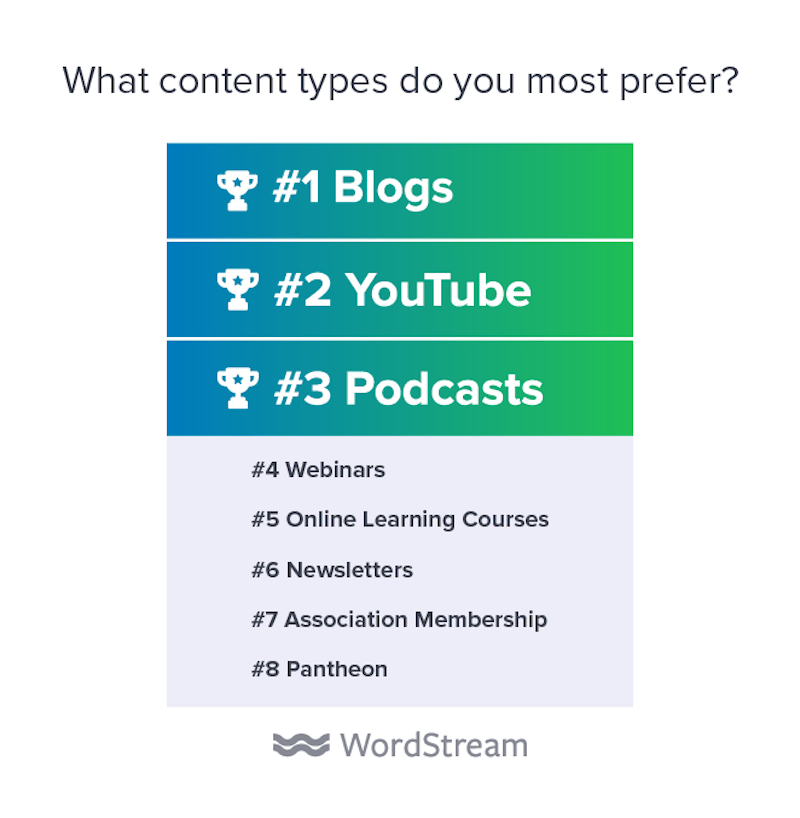 What content types do you most prefer?
#1 Blogs
#2 YouTube
#3 Podcasts
#4 Webinars
#5 Online Learning Courses
#6 Newsletters
#7 Association Membership
#8 Pantheon
WordStream